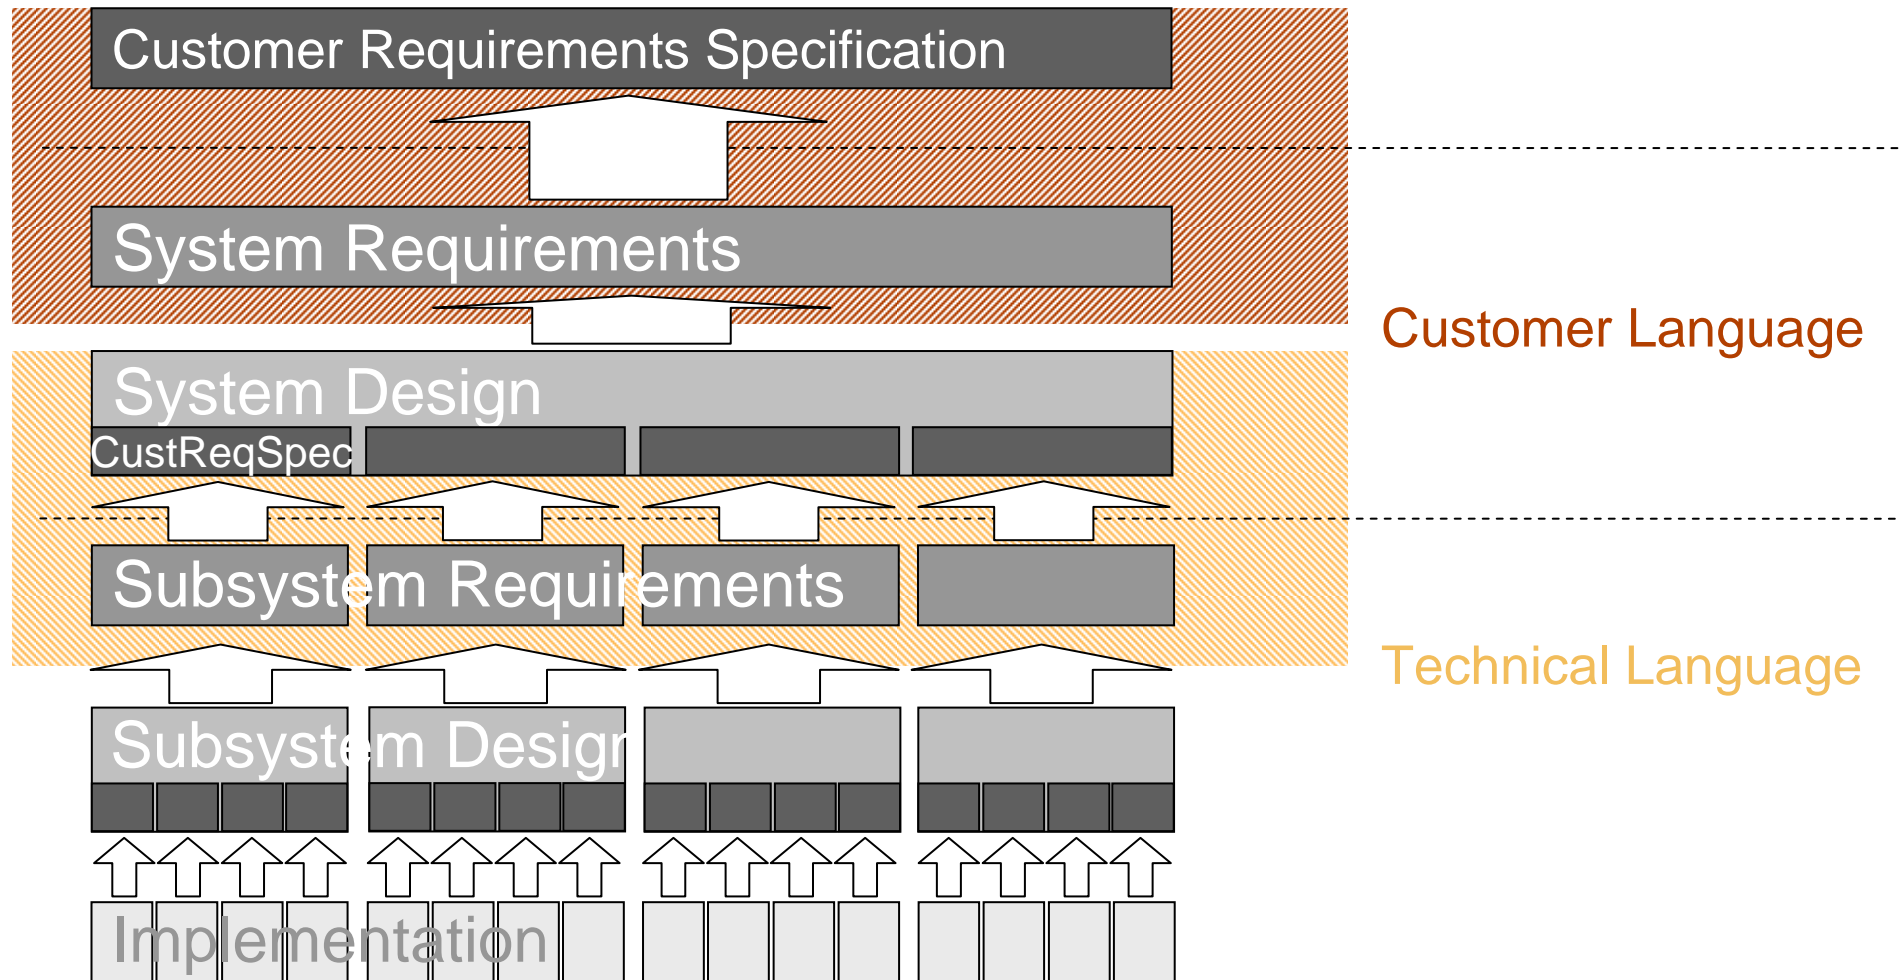 Customer Requirements Specification
System Requirements
Customer Language
System Design
CustReqSpec
Subsystem Requirements
Technical Language
Subsystem Design
Implementation